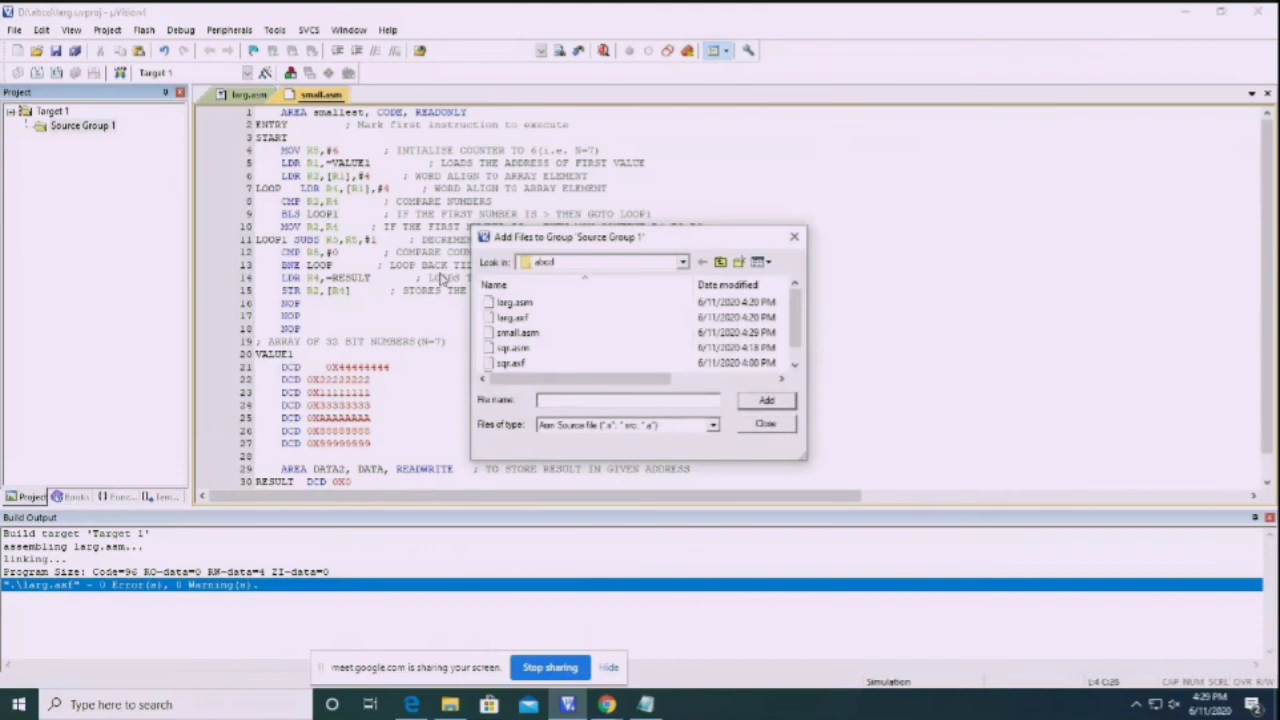 D:\abcd\larg.uvproj - µVision4
File Edit View Project Flash Debug Peripherals Tools SVCS Window Help
Target 1
Project
larg.asm small.asm
Target 1
Source Group 1
1 AREA smallest, CODE, READONLY
2 ENTRY ; Mark first instruction to execute
3 START
4 MOV R5,#6 ; INTIALISE COUNTER TO 6(i.e. N=7)
5 LDR R1,=VALUE1 ; LOADS THE ADDRESS OF FIRST VALUE
6 LDR R2,[R1],#4 ; WORD ALIGN TO ARRAY ELEMENT
7 LOOP LDR R4,[R1],#4 ; WORD ALIGN TO ARRAY ELEMENT
8 CMP R2,R4 ; COMPARE NUMBERS
9 BLS LOOP1 ; IF THE FIRST NUMBER IS > THEN GOTO LOOP1
10 MOV R2,R4 ; IF THE FIRST
11 LOOP1 SUBS R5,R5,#1 ; DECREME
12 CMP R5,#0 ; COMPARE COU
13 BNE LOOP ; LOOP BACK TI
14 LDR R4,=RESULT ; LOADS T
15 STR R2,[R4] ; STORES THE
16 NOP
17 NOP
18 NOP
19 ; ARRAY OF 32 BIT NUMBERS(N=7)
20 VALUE1
21 DCD 0X44444444
22 DCD 0X22222222
23 DCD 0X11111111
24 DCD 0X33333333
25 DCD 0XAAAAAAAA
26 DCD 0X88888888
27 DCD 0X99999999
28
29 AREA DATA2, DATA, READWRITE ; TO STORE RESULT IN GIVEN ADDRESS
30 RESULT DCD 0X0
Add Files to Group 'Source Group 1'
Look in: abcd
Name Date modified
larg.asm 6/11/2020 4:20 PM
larg.axf 6/11/2020 4:20 PM
small.asm 6/11/2020 4:29 PM
sqr.asm 6/11/2020 4:18 PM
sqr.axf 6/11/2020 4:00 PM
File name: Add
Files of type: Asm Source file (*.s*; *.src; *.a*) Close
Project Books {} Func... Tem...
Build Output
Build target 'Target 1'
assembling larg.asm...
linking...
Program Size: Code=96 RO-data=0 RW-data=4 ZI-data=0
".\larg.axf" - 0 Error(s), 0 Warning(s).
meet.google.com is sharing your screen. Stop sharing Hide
Simulation L:4 C:26 CAP NUM SCRL OVR R/W
Type here to search
4:29 PM
6/11/2020
2